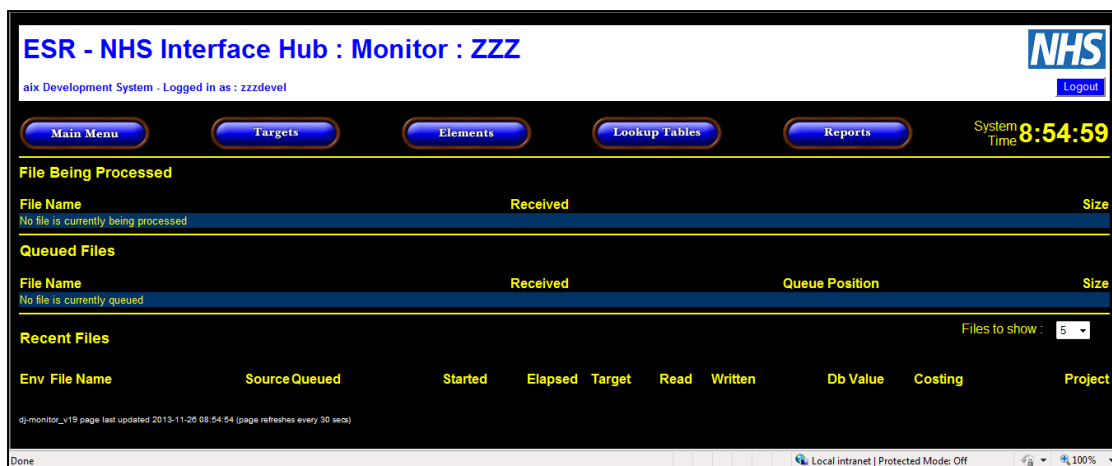 ESR - NHS Interface Hub : Monitor : ZZZ
NHS
aix Development System - Logged in as : zzzdevel
Logout
Main Menu Targets Elements Lookup Tables Reports System Time 8:54:59
File Being Processed
File Name Received Size
No file is currently being processed
Queued Files
File Name Received Queue Position Size
No file is currently queued
Recent Files Files to show : 5
Env File Name Source Queued Started Elapsed Target Read Written Db Value Costing Project
dj-monitor_v19 page last updated 2013-11-26 08:54:54 (page refreshes every 30 secs)
Done Local intranet | Protected Mode: Off 100%